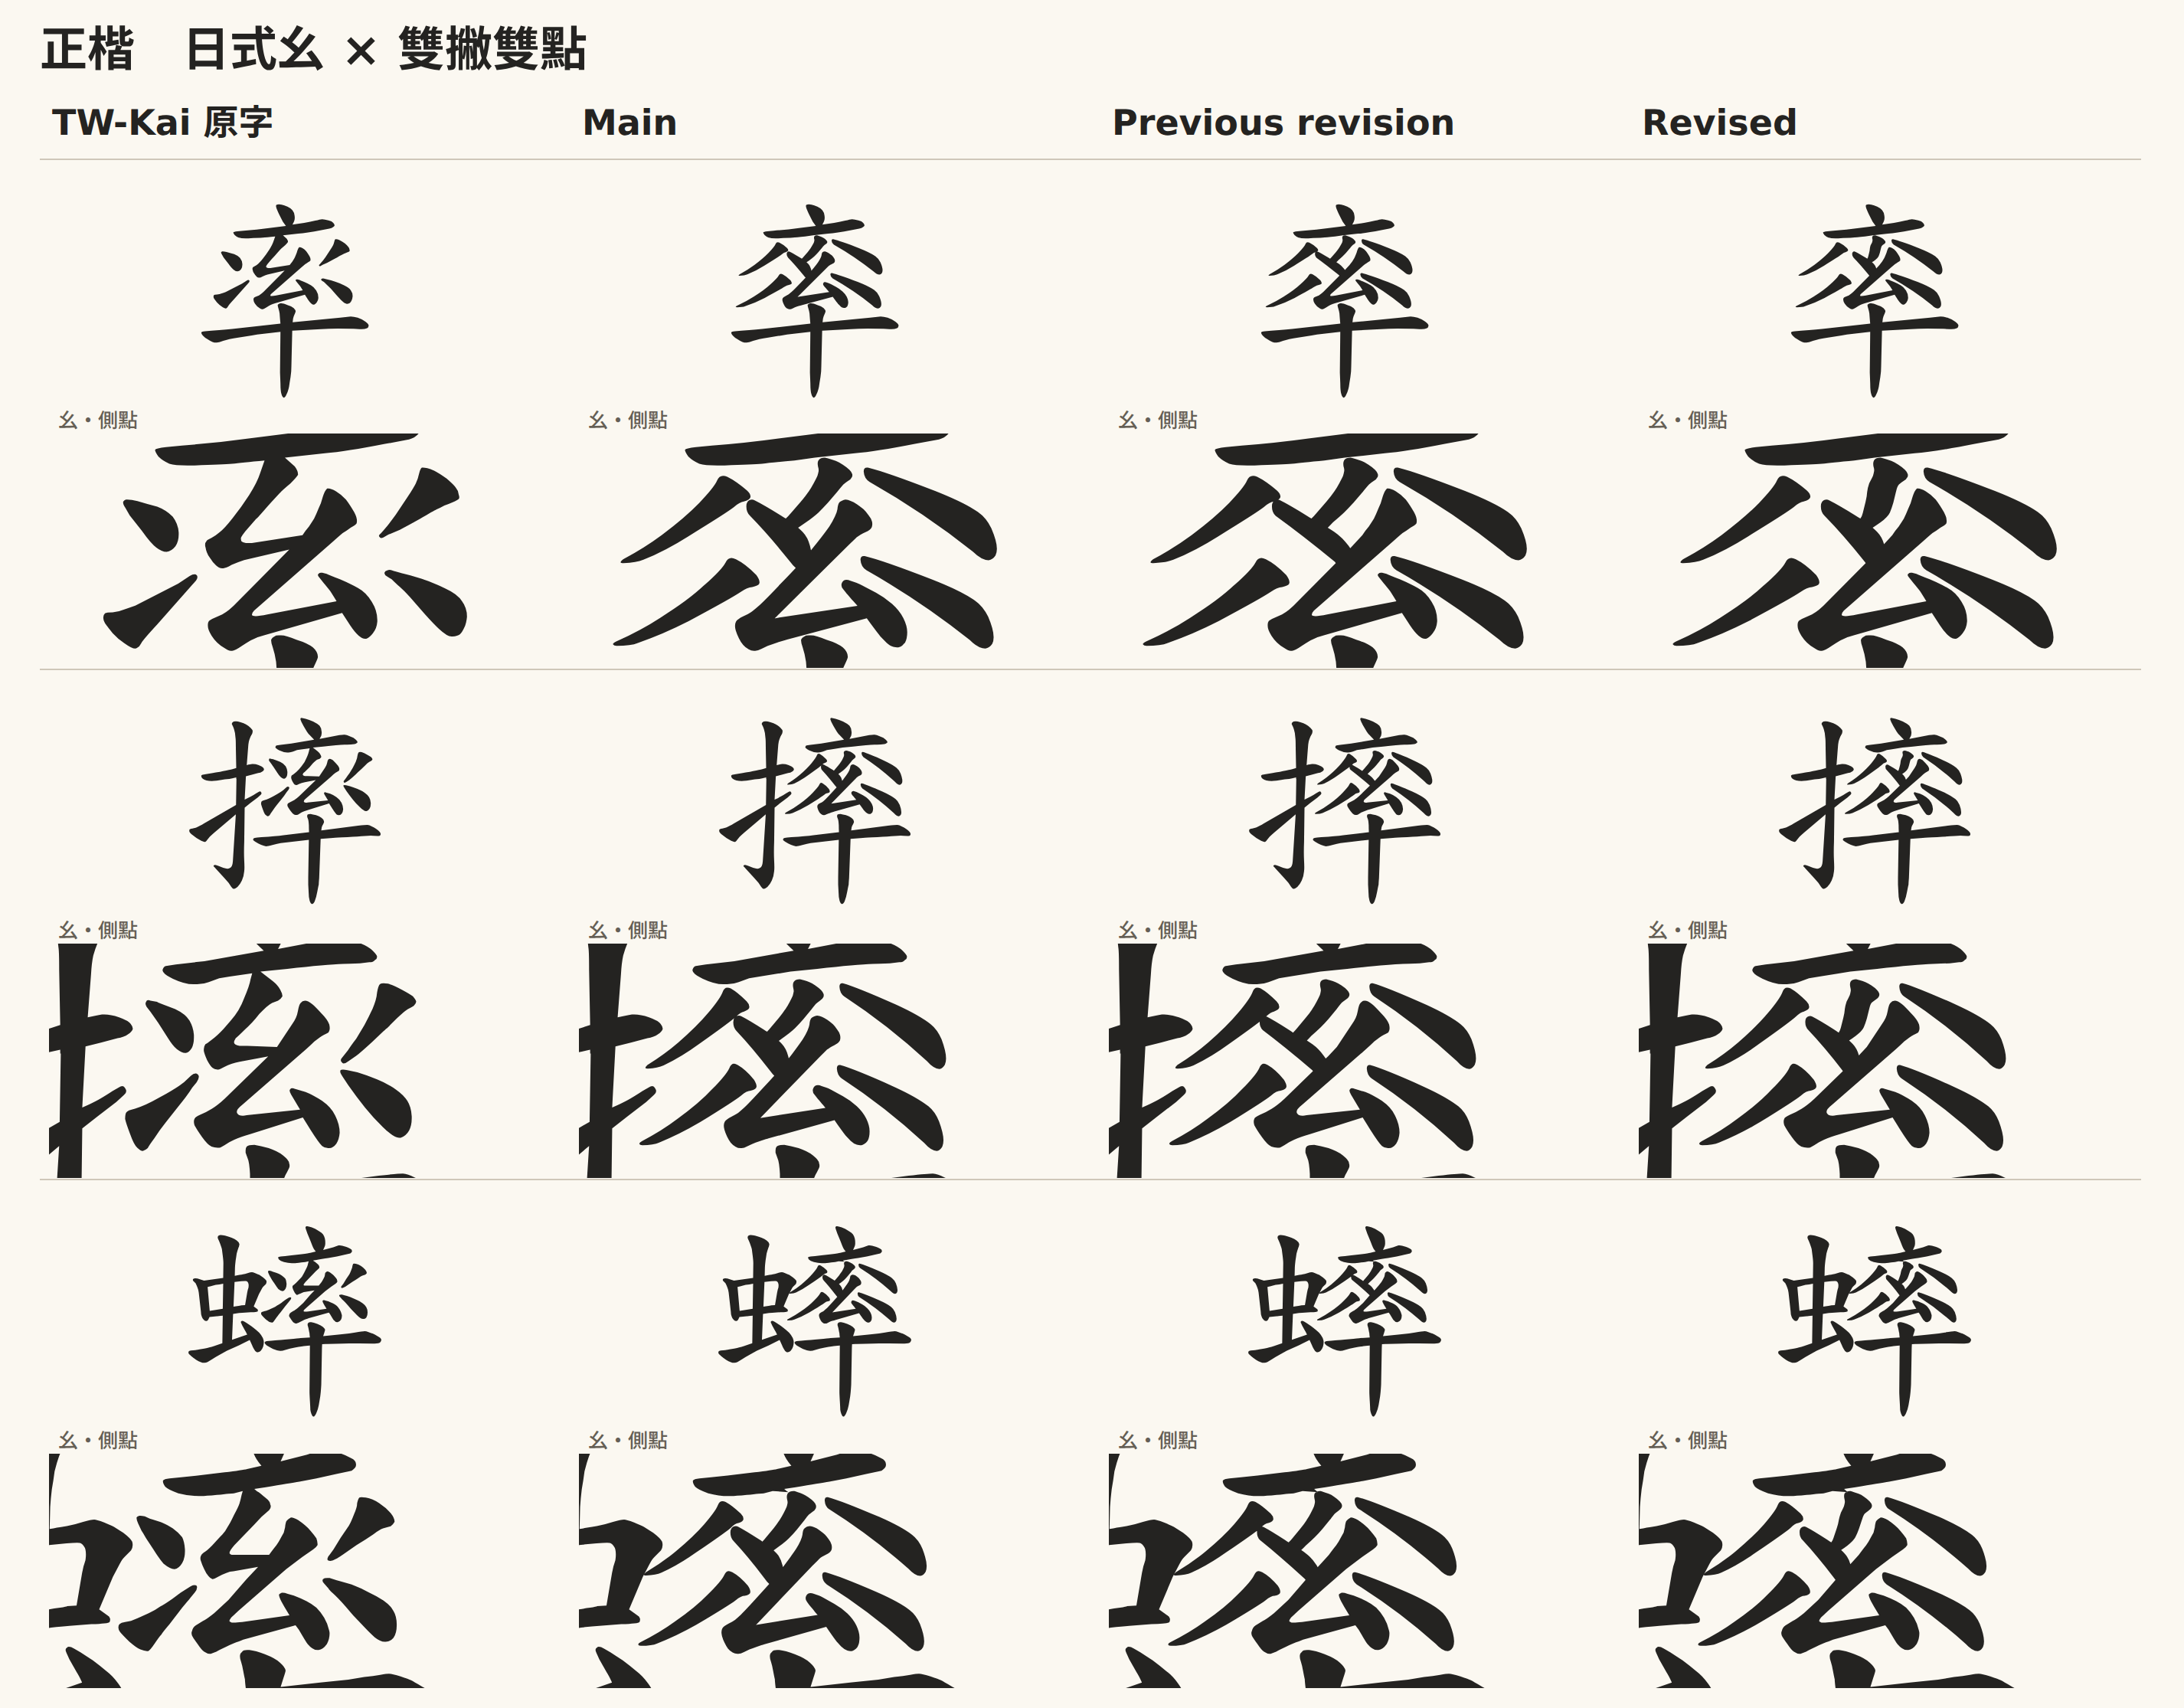 正楷　日式幺 × 雙撇雙點
TW-Kai 原字 Main Previous revision Revised
率 率 率 率
幺・側點 幺・側點 幺・側點 幺・側點
摔 摔 摔 摔
幺・側點 幺・側點 幺・側點 幺・側點
蟀 蟀 蟀 蟀
幺・側點 幺・側點 幺・側點 幺・側點